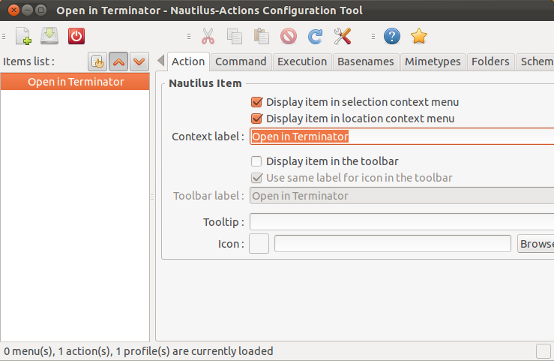 Open in Terminator - Nautilus-Actions Configuration Tool
Items list :
Action Command Execution Basenames Mimetypes Folders Schem
Open in Terminator
Nautilus Item
Display item in selection context menu
Display item in location context menu
Context label : Open in Terminator
Display item in the toolbar
Use same label for icon in the toolbar
Toolbar label : Open in Terminator
Tooltip :
Icon : Browse
0 menu(s), 1 action(s), 1 profile(s) are currently loaded